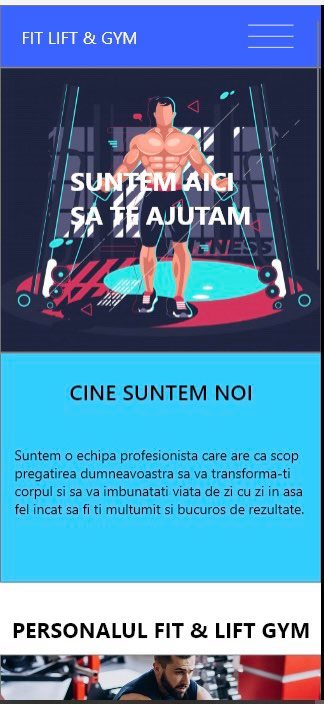 FIT LIFT & GYM
SUNTEM AICI
SA TE AJUTAM
FITNESS
CINE SUNTEM NOI
Suntem o echipa profesionista care are ca scop
pregatirea dumneavoastra sa va transforma-ti
corpul si sa va imbunatati viata de zi cu zi in asa
fel incat sa fi ti multumit si bucuros de rezultate.
PERSONALUL FIT & LIFT GYM